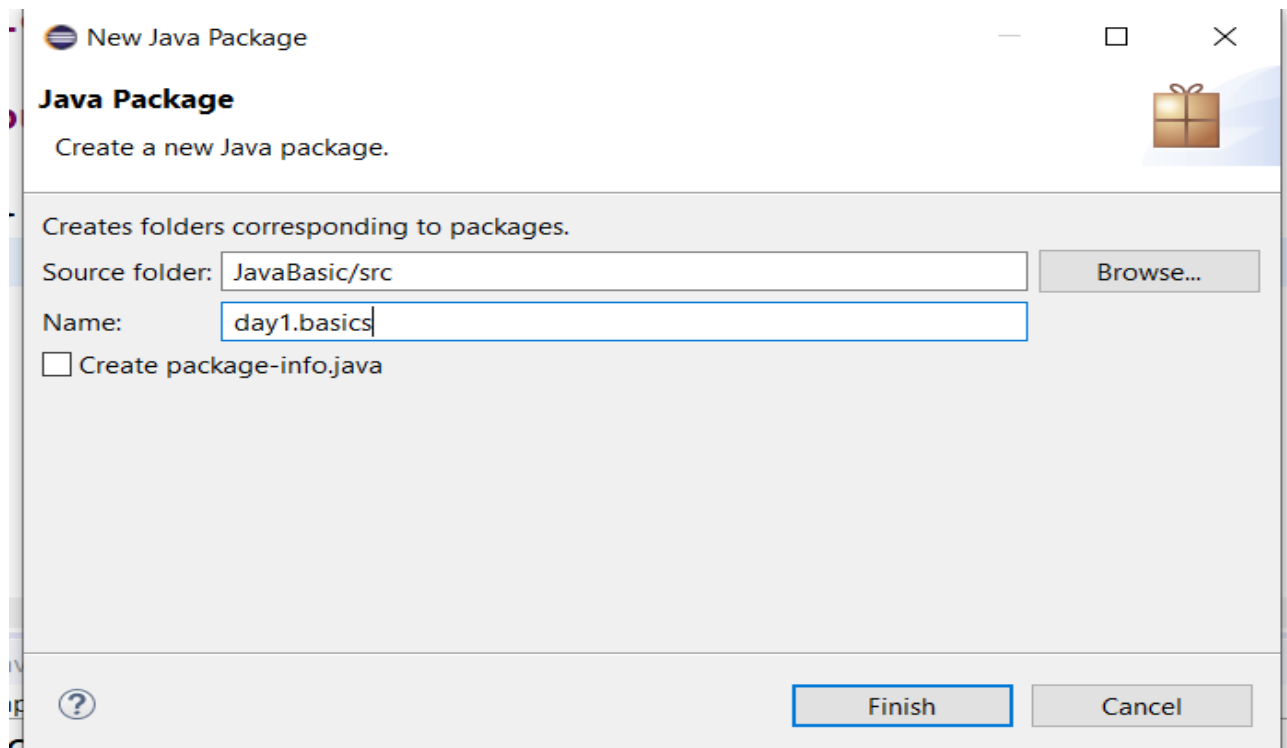 New Java Package
Java Package
Create a new Java package.
Creates folders corresponding to packages.
Source folder: JavaBasic/src Browse...
Name: day1.basics
Create package-info.java
? Finish Cancel